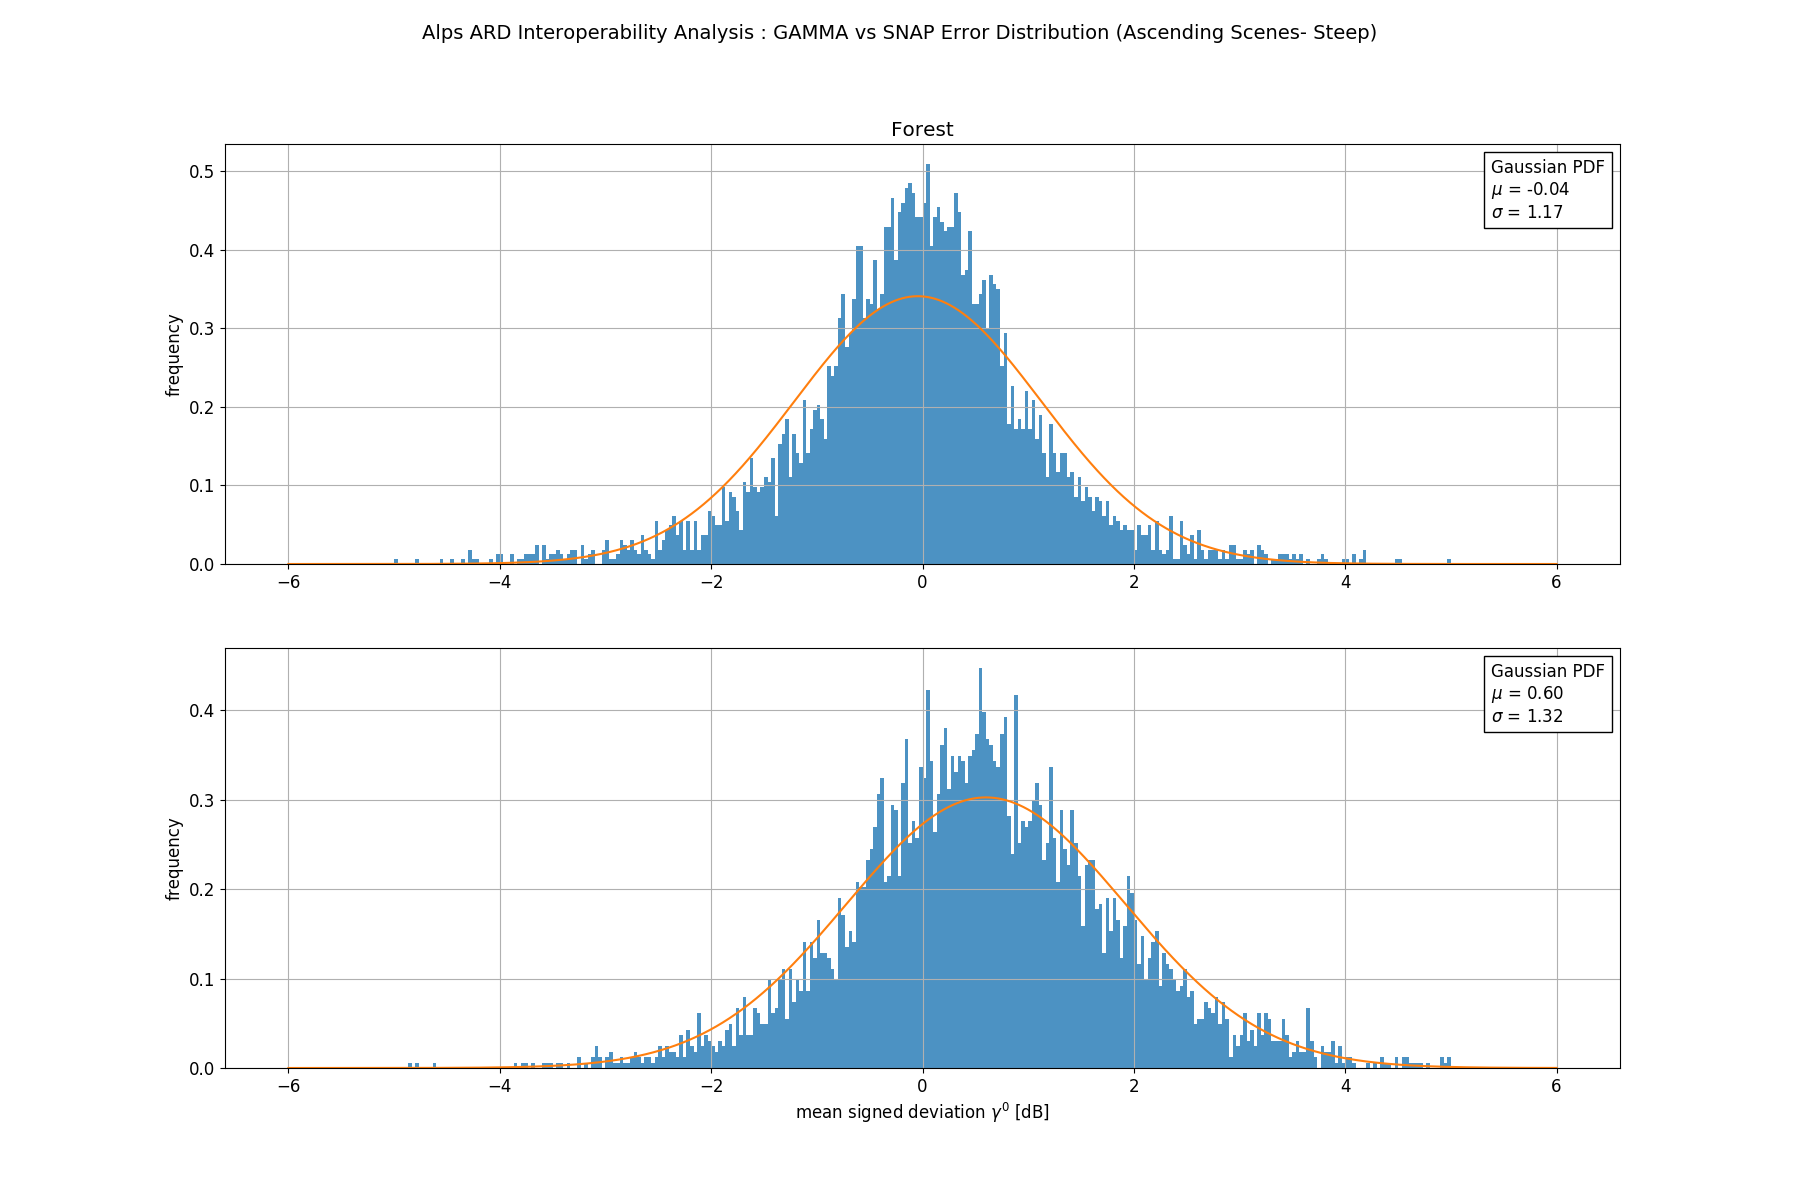 Alps ARD Interoperability Analysis : GAMMA vs SNAP Error Distribution (Ascending Scenes- Steep)
Forest
Gaussian PDF
μ = -0.04
σ = 1.17
frequency
0.5
0.4
0.3
0.2
0.1
0.0
−6 −4 −2 0 2 4 6
Gaussian PDF
μ = 0.60
σ = 1.32
frequency
0.4
0.3
0.2
0.1
0.0
−6 −4 −2 0 2 4 6
mean signed deviation γ⁰ [dB]